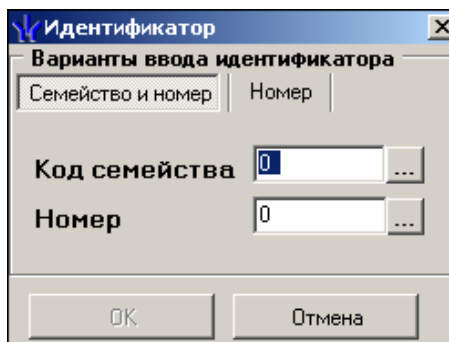 Идентификатор
Варианты ввода идентификатора
Семейство и номер Номер
Код семейства 0 ...
Номер 0 ...
OK Отмена